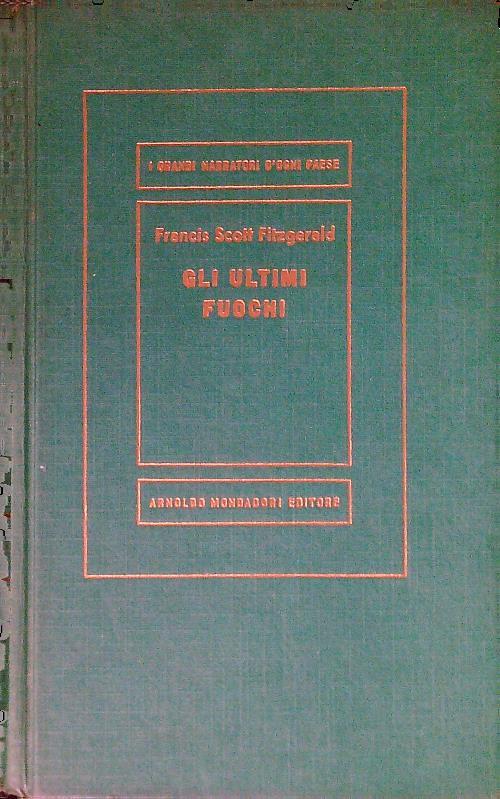 I GRANDI NARRATORI D'OGNI PAESE
Francis Scott Fitzgerald
GLI ULTIMI
FUOCHI
ARNOLDO MONDADORI EDITORE